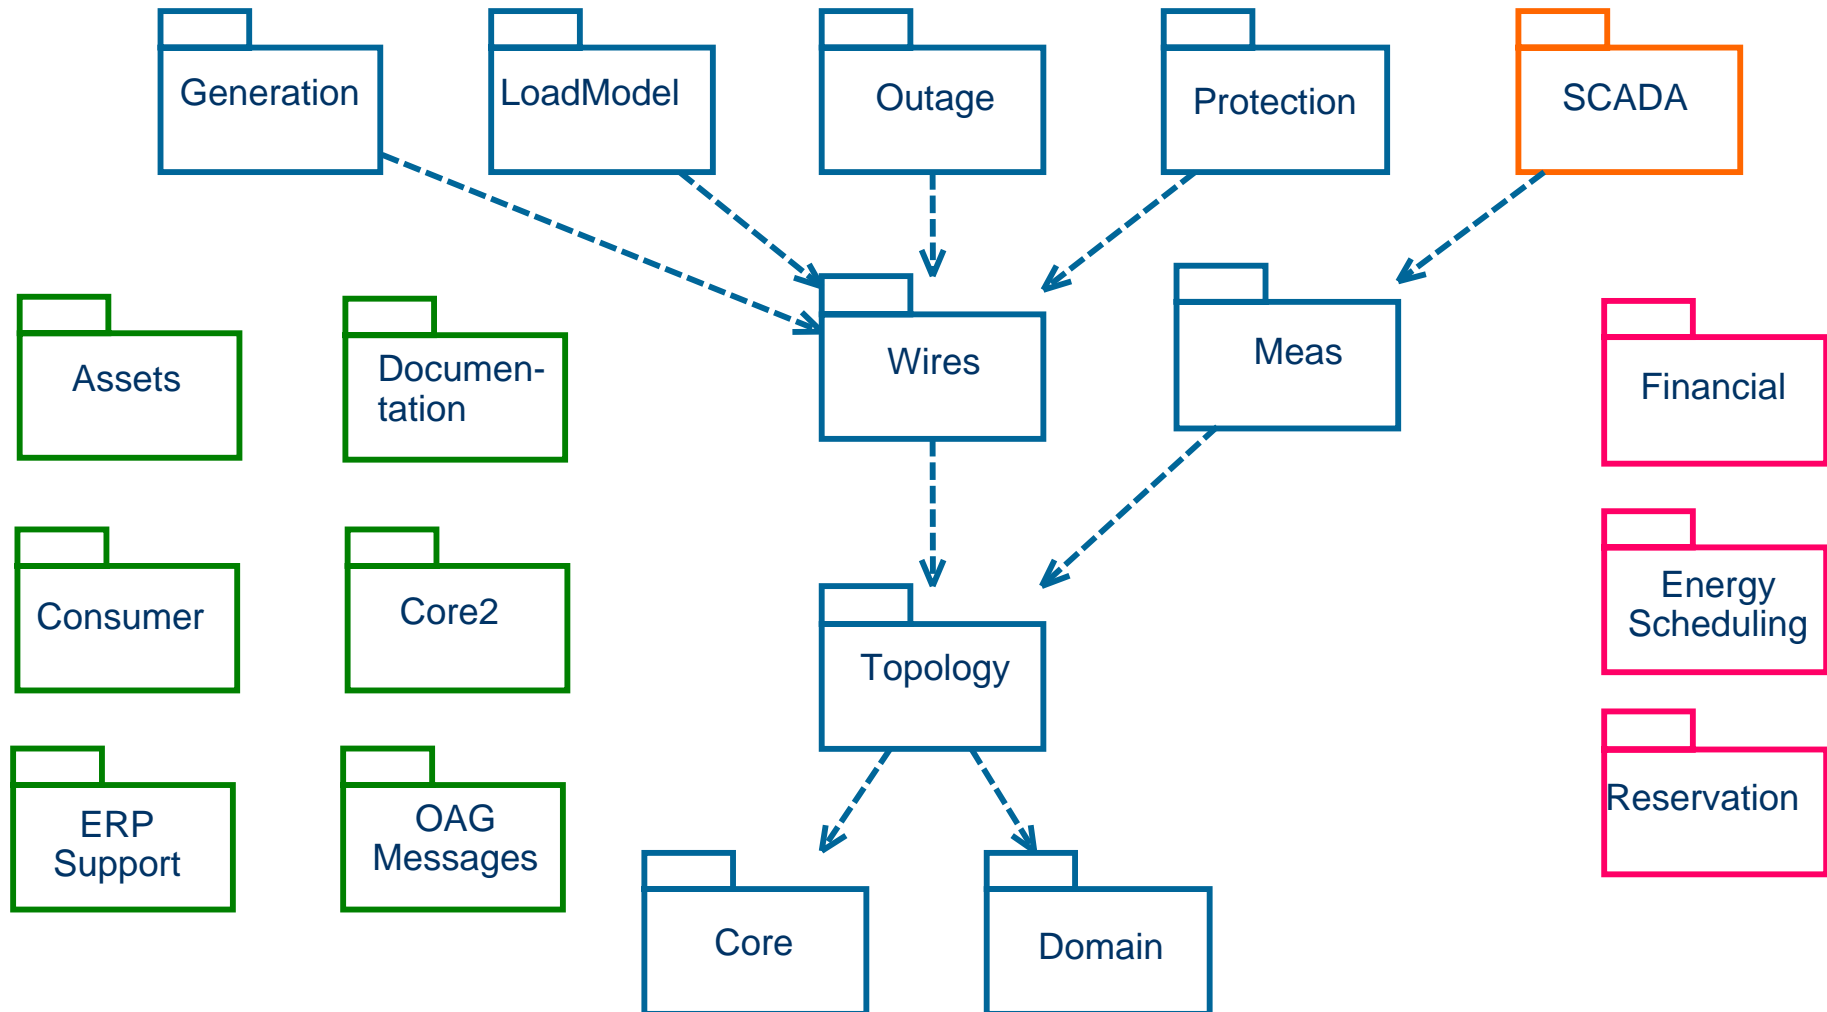 Generation
LoadModel
Outage
Protection
SCADA
Assets
Documen-
tation
Wires
Meas
Financial
Consumer
Core2
Energy
Scheduling
Topology
ERP
Support
OAG
Messages
Reservation
Core
Domain